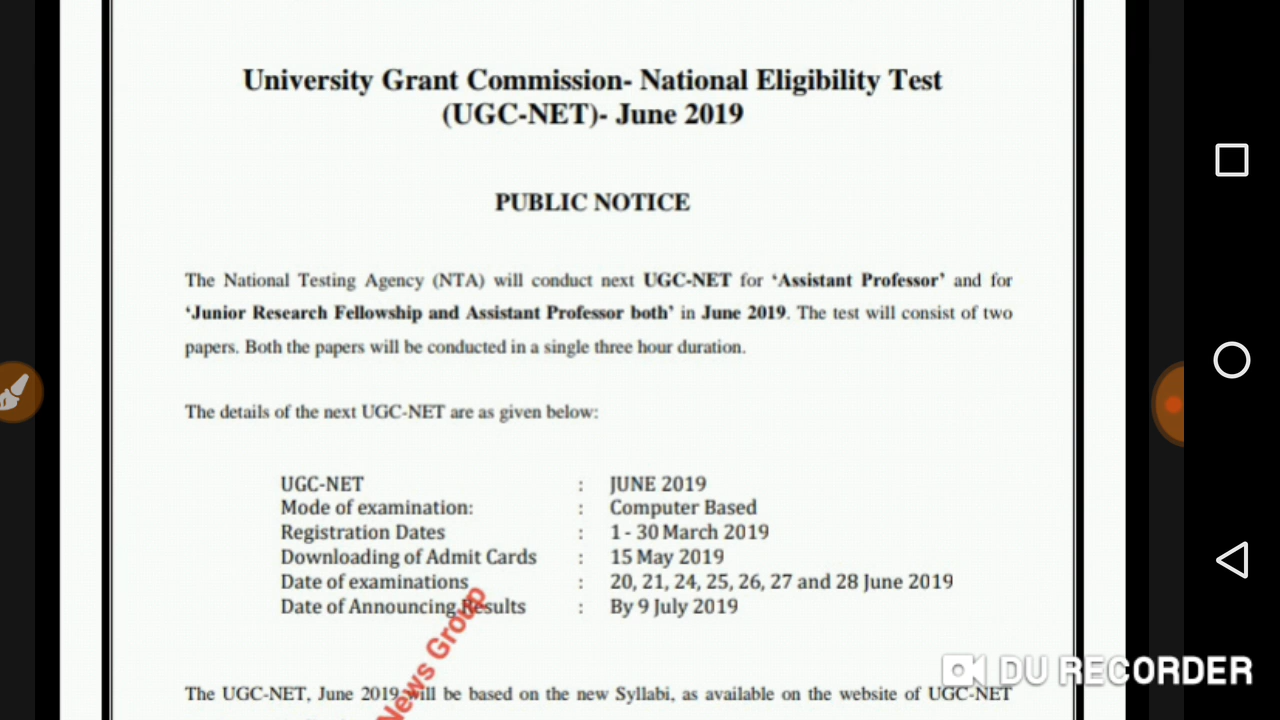 University Grant Commission- National Eligibility Test
(UGC-NET)- June 2019
PUBLIC NOTICE
The National Testing Agency (NTA) will conduct next UGC-NET for ‘Assistant Professor’ and for
‘Junior Research Fellowship and Assistant Professor both’ in June 2019. The test will consist of two
papers. Both the papers will be conducted in a single three hour duration.
The details of the next UGC-NET are as given below:
UGC-NET : JUNE 2019
Mode of examination: : Computer Based
Registration Dates : 1 - 30 March 2019
Downloading of Admit Cards : 15 May 2019
Date of examinations : 20, 21, 24, 25, 26, 27 and 28 June 2019
Date of Announcing Results : By 9 July 2019
News Group
DU RECORDER
The UGC-NET, June 2019 will be based on the new Syllabi, as available on the website of UGC-NET